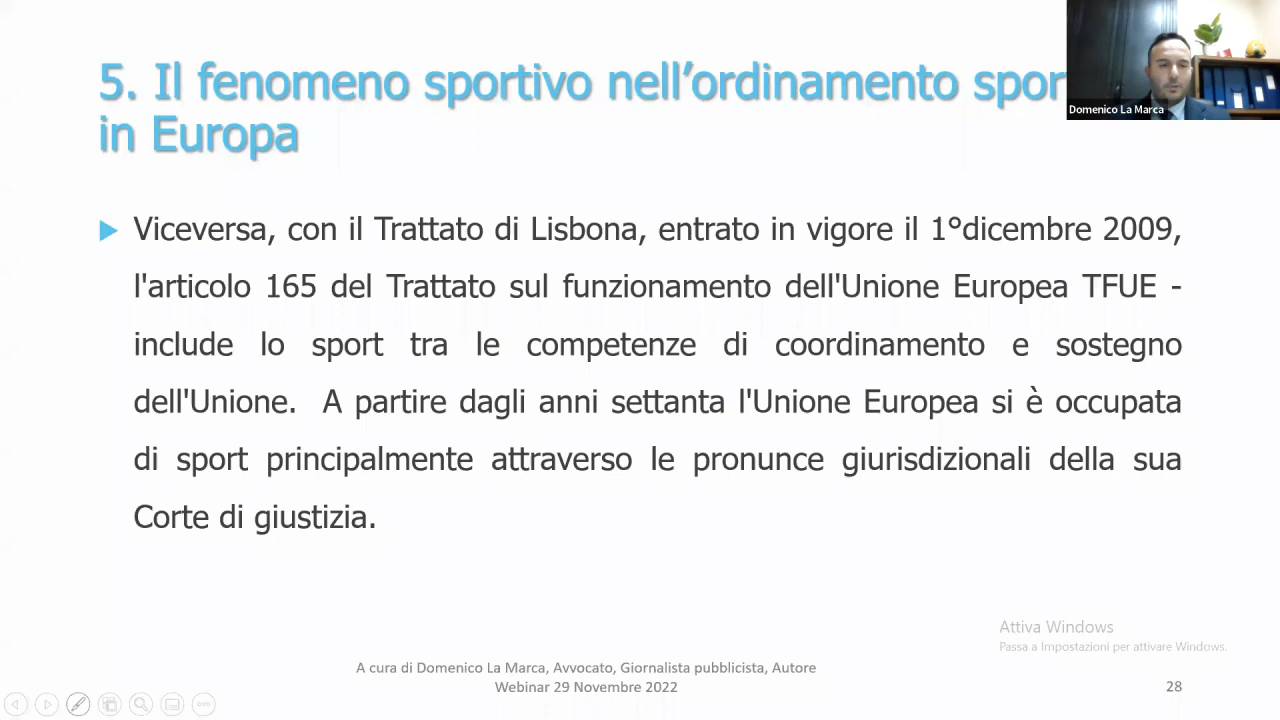 5. Il fenomeno sportivo nell’ordinamento
in Europa
Domenico La Marca
Viceversa, con il Trattato di Lisbona, entrato in vigore il 1°dicembre 2009,
l'articolo 165 del Trattato sul funzionamento dell'Unione Europea TFUE -
include lo sport tra le competenze di coordinamento e sostegno
dell'Unione. A partire dagli anni settanta l'Unione Europea si è occupata
di sport principalmente attraverso le pronunce giurisdizionali della sua
Corte di giustizia.
Attiva Windows
Passa a Impostazioni per attivare Windows.
A cura di Domenico La Marca, Avvocato, Giornalista pubblicista, Autore
Webinar 29 Novembre 2022
28